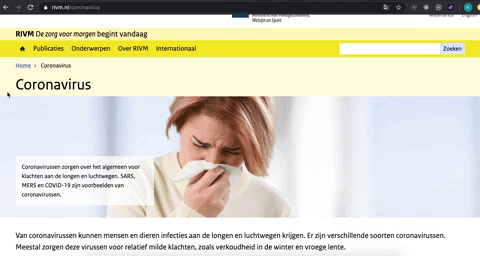 rivm.nl/coronavirus
Ministerie van Volksgezondheid,
Welzijn en Sport
Nederlands English
RIVM De zorg voor morgen begint vandaag
Publicaties Onderwerpen Over RIVM Internationaal Zoeken
Home › Coronavirus
Coronavirus
Coronavirussen zorgen over het algemeen voor
klachten aan de longen en luchtwegen. SARS,
MERS en COVID-19 zijn voorbeelden van
coronavirussen.
Van coronavirussen kunnen mensen en dieren infecties aan de longen en luchtwegen krijgen. Er zijn verschillende soorten coronavirussen.
Meestal zorgen deze virussen voor relatief milde klachten, zoals verkoudheid in de winter en vroege lente.